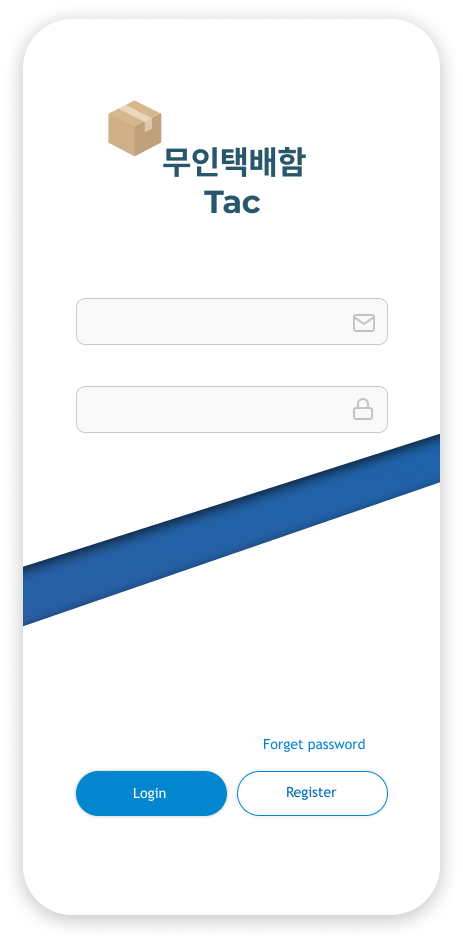 무인택배함
Tac
Forget password
Login
Register